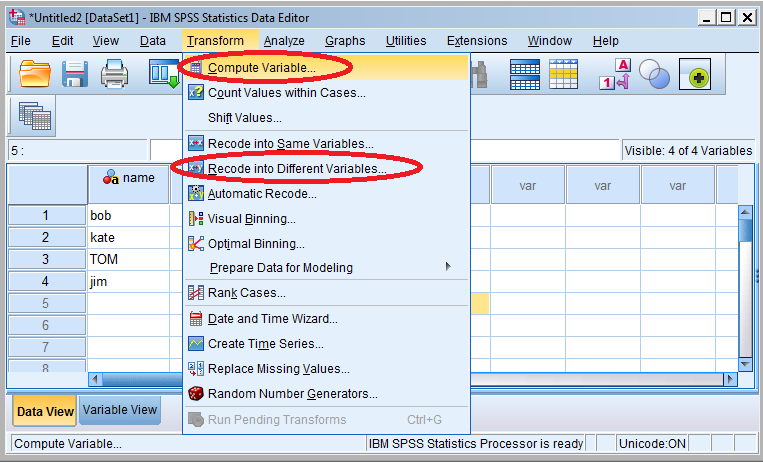 *Untitled2 [DataSet1] - IBM SPSS Statistics Data Editor
File Edit View Data Transform Analyze Graphs Utilities Extensions Window Help
Compute Variable...
Count Values within Cases...
Shift Values...
Recode into Same Variables...
Recode into Different Variables...
Automatic Recode...
Visual Binning...
Optimal Binning...
Prepare Data for Modeling
Rank Cases...
Date and Time Wizard...
Create Time Series...
Replace Missing Values...
Random Number Generators...
Run Pending Transforms Ctrl+G
5 : Visible: 4 of 4 Variables
name var var var
1 bob
2 kate
3 TOM
4 jim
5
6
7
8
Data View Variable View
Compute Variable... IBM SPSS Statistics Processor is ready Unicode:ON